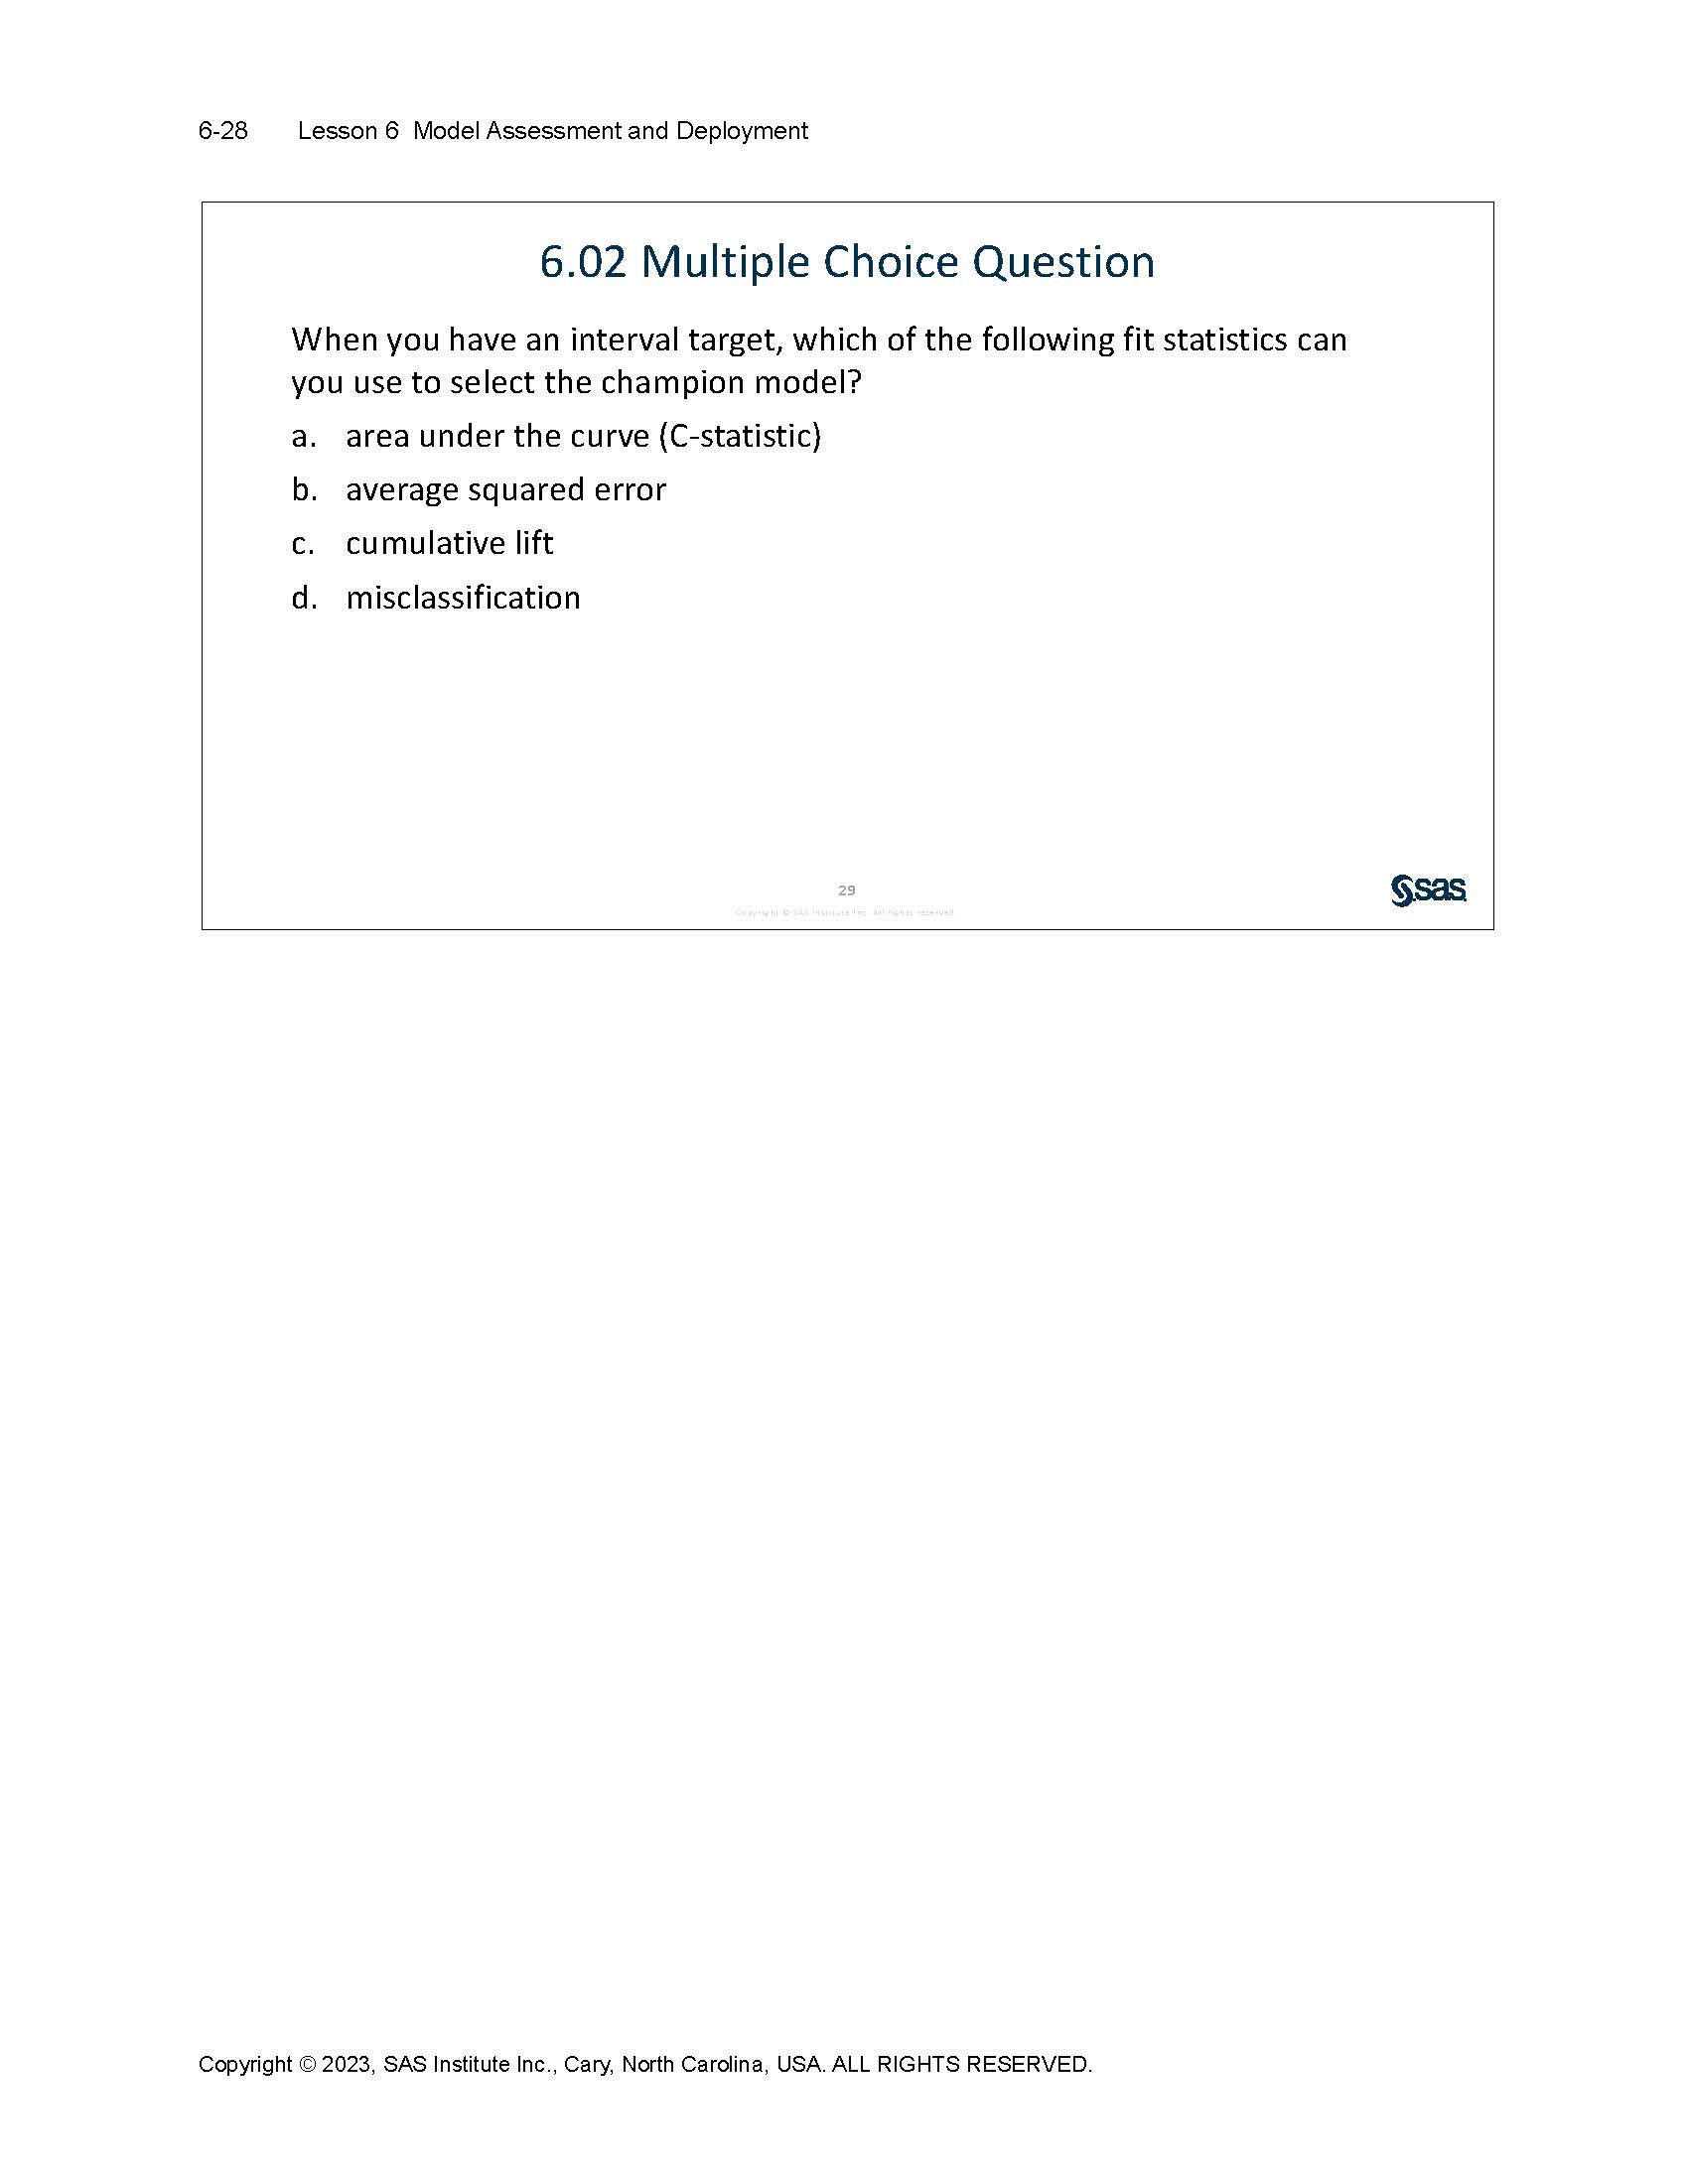 6-28 Lesson 6 Model Assessment and Deployment
6.02 Multiple Choice Question
When you have an interval target, which of the following fit statistics can
you use to select the champion model?
a. area under the curve (C-statistic)
b. average squared error
c. cumulative lift
d. misclassification
29
Copyright © SAS Institute Inc. All rights reserved.
sas
Copyright © 2023, SAS Institute Inc., Cary, North Carolina, USA. ALL RIGHTS RESERVED.